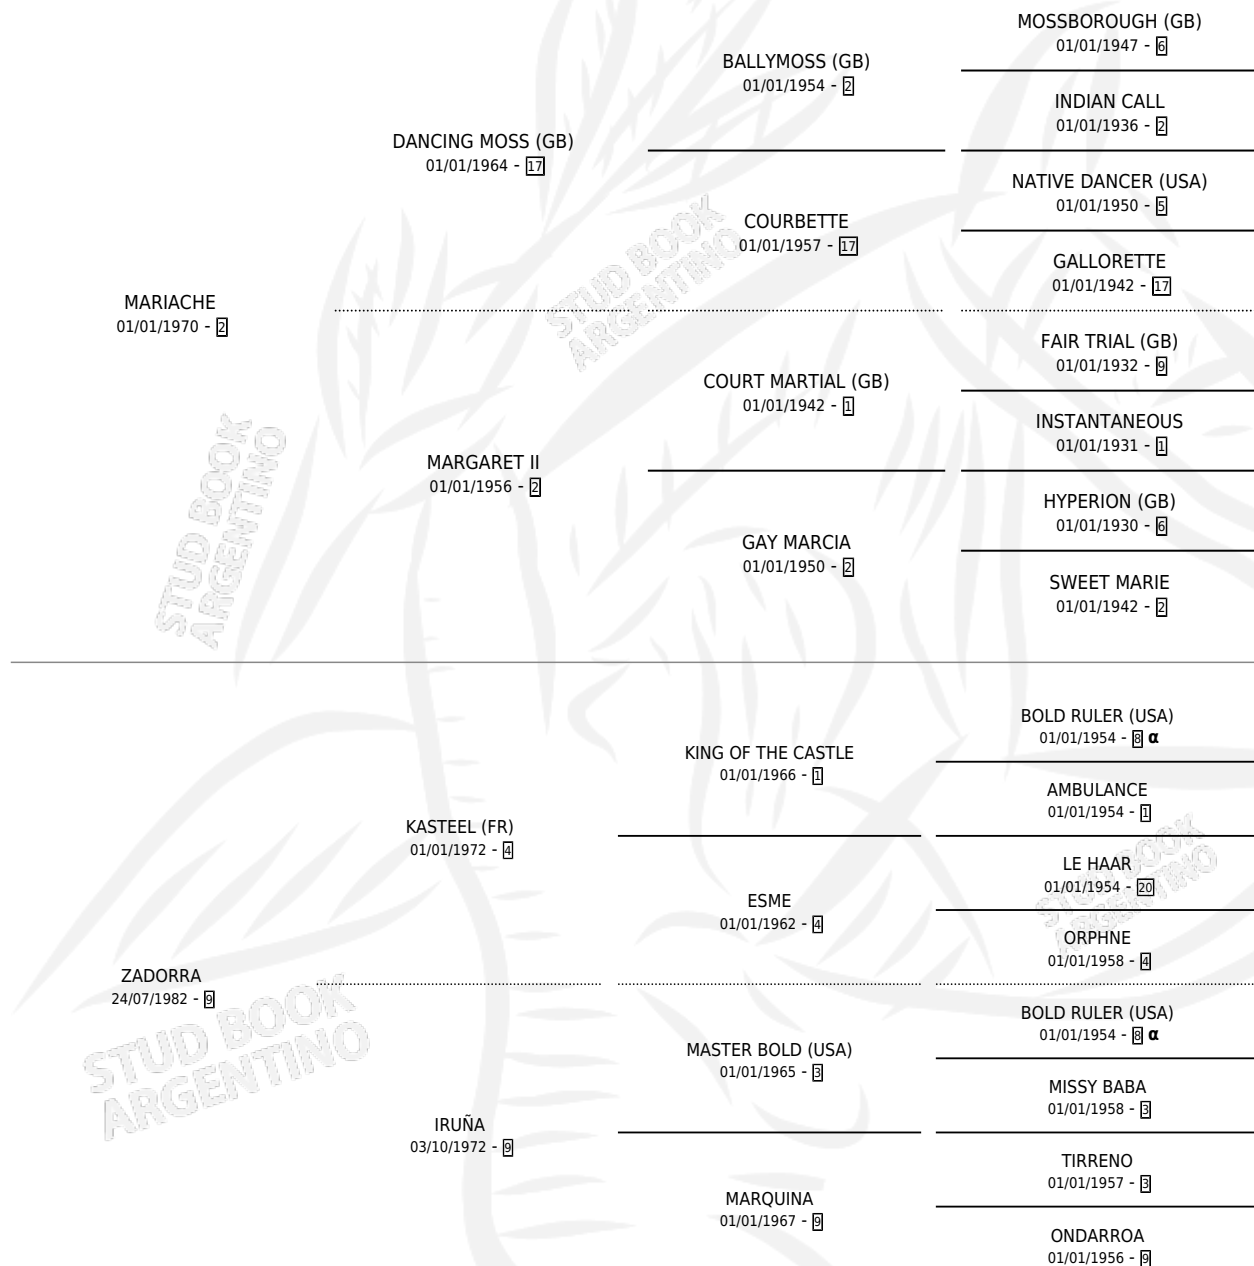 MOSSBOROUGH (GB)
01/01/1947 - 6
BALLYMOSS (GB)
01/01/1954 - 2
INDIAN CALL
01/01/1936 - 2
DANCING MOSS (GB)
01/01/1964 - 17
NATIVE DANCER (USA)
01/01/1950 - 5
COURBETTE
01/01/1957 - 17
GALLORETTE
01/01/1942 - 17
MARIACHE
01/01/1970 - 2
FAIR TRIAL (GB)
01/01/1932 - 9
COURT MARTIAL (GB)
01/01/1942 - 1
INSTANTANEOUS
01/01/1931 - 1
MARGARET II
01/01/1956 - 2
HYPERION (GB)
01/01/1930 - 6
GAY MARCIA
01/01/1950 - 2
SWEET MARIE
01/01/1942 - 2
BOLD RULER (USA)
01/01/1954 - 8 α
KING OF THE CASTLE
01/01/1966 - 1
AMBULANCE
01/01/1954 - 1
KASTEEL (FR)
01/01/1972 - 4
LE HAAR
01/01/1954 - 20
ESME
01/01/1962 - 4
ORPHNE
01/01/1958 - 4
ZADORRA
24/07/1982 - 9
BOLD RULER (USA)
01/01/1954 - 8 α
MASTER BOLD (USA)
01/01/1965 - 3
MISSY BABA
01/01/1958 - 3
IRUÑA
03/10/1972 - 9
TIRRENO
01/01/1957 - 3
MARQUINA
01/01/1967 - 9
ONDARROA
01/01/1956 - 9
STUD BOOK
ARGENTINO
STUD BOOK
ARGENTINO
STUD BOOK
ARGENTINO
STUD BOOK
ARGENTINO